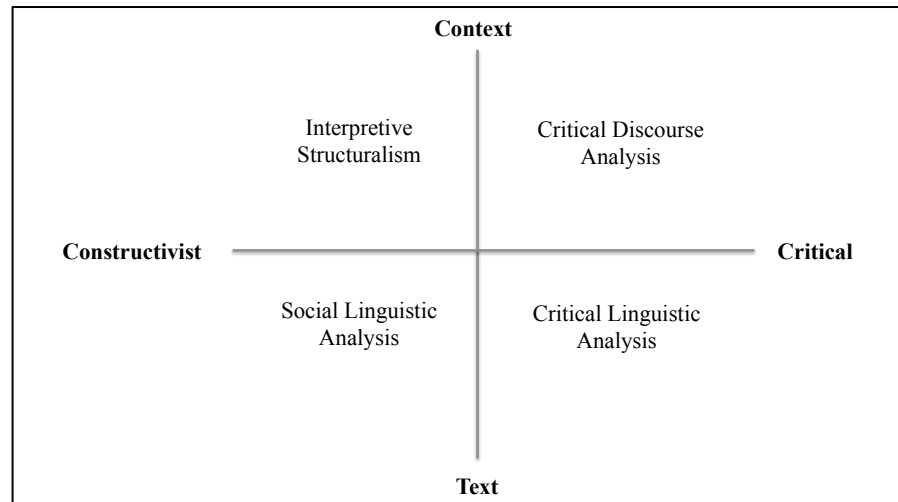 Context
Interpretive
Structuralism
Critical Discourse
Analysis
Constructivist
Critical
Social Linguistic
Analysis
Critical Linguistic
Analysis
Text